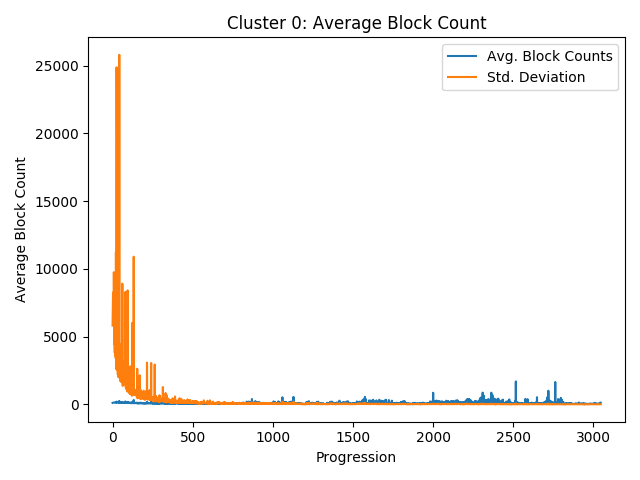 Cluster 0: Average Block Count
Avg. Block Counts
Std. Deviation
Average Block Count
25000
20000
15000
10000
5000
0
0 500 1000 1500 2000 2500 3000
Progression